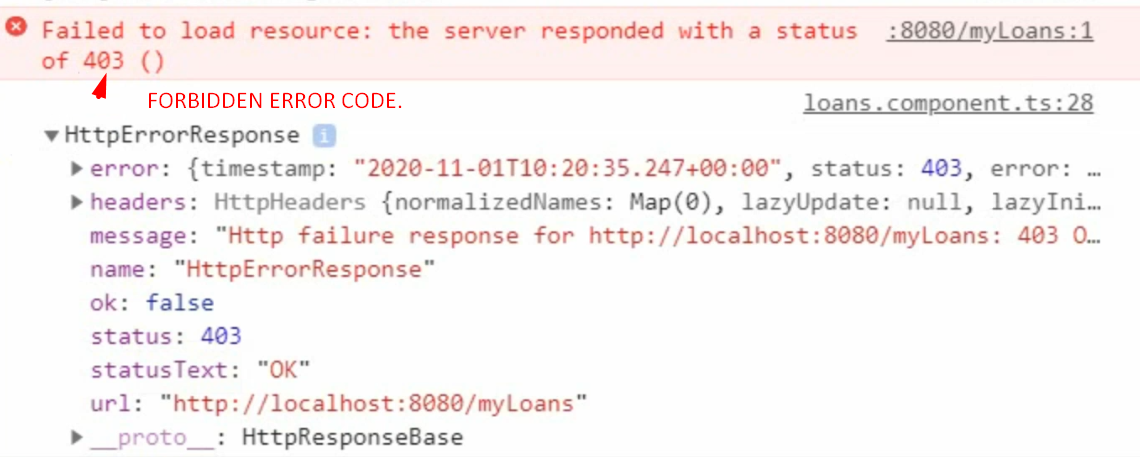 Failed to load resource: the server responded with a status :8080/myLoans:1
of 403 ()
FORBIDDEN ERROR CODE.
loans.component.ts:28
▼HttpErrorResponse i
▶error: {timestamp: "2020-11-01T10:20:35.247+00:00", status: 403, error: …
▶headers: HttpHeaders {normalizedNames: Map(0), lazyUpdate: null, lazyIni…
message: "Http failure response for http://localhost:8080/myLoans: 403 O…
name: "HttpErrorResponse"
ok: false
status: 403
statusText: "OK"
url: "http://localhost:8080/myLoans"
▶__proto__: HttpResponseBase